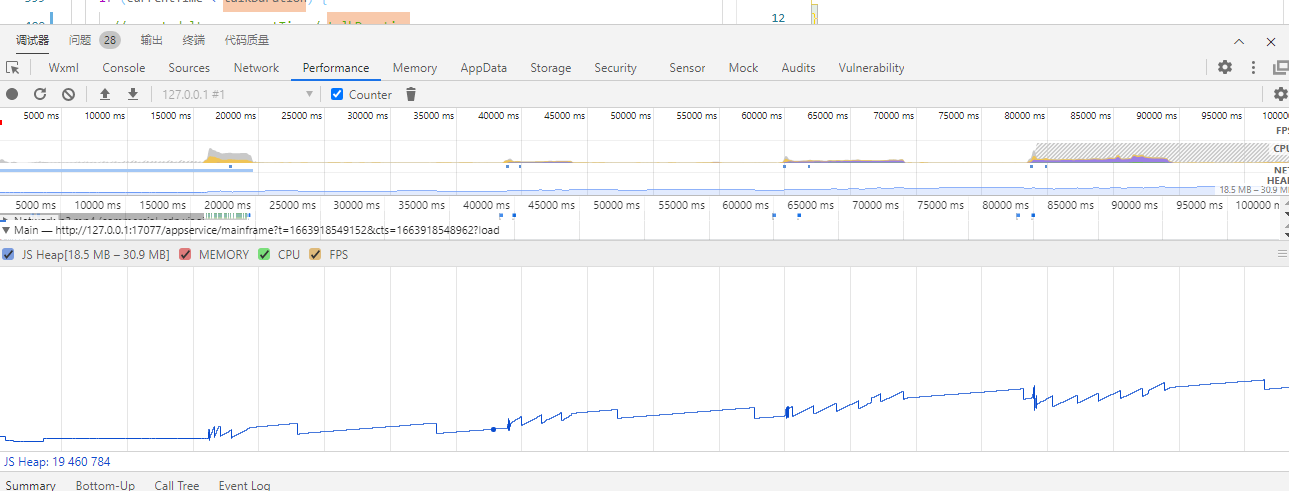 399 if (currentTime < talkDuration) {
12
调试器 问题 28 输出 终端 代码质量
Wxml Console Sources Network Performance Memory AppData Storage Security Sensor Mock Audits Vulnerability
127.0.0.1 #1 Counter
5000 ms 10000 ms 15000 ms 20000 ms 25000 ms 30000 ms 35000 ms 40000 ms 45000 ms 50000 ms 55000 ms 60000 ms 65000 ms 70000 ms 75000 ms 80000 ms 85000 ms 90000 ms 95000 ms 10000
FPS
CPU
NET
HEAP
18.5 MB – 30.9 M
5000 ms 10000 ms 15000 ms 20000 ms 25000 ms 30000 ms 35000 ms 40000 ms 45000 ms 50000 ms 55000 ms 60000 ms 65000 ms 70000 ms 75000 ms 80000 ms 85000 ms 90000 ms 95000 ms 100000 m
▼ Main — http://127.0.0.1:17077/appservice/mainframe?t=1663918549152&cts=1663918548962?load
JS Heap[18.5 MB – 30.9 MB] MEMORY CPU FPS
JS Heap: 19 460 784
Summary Bottom-Up Call Tree Event Log